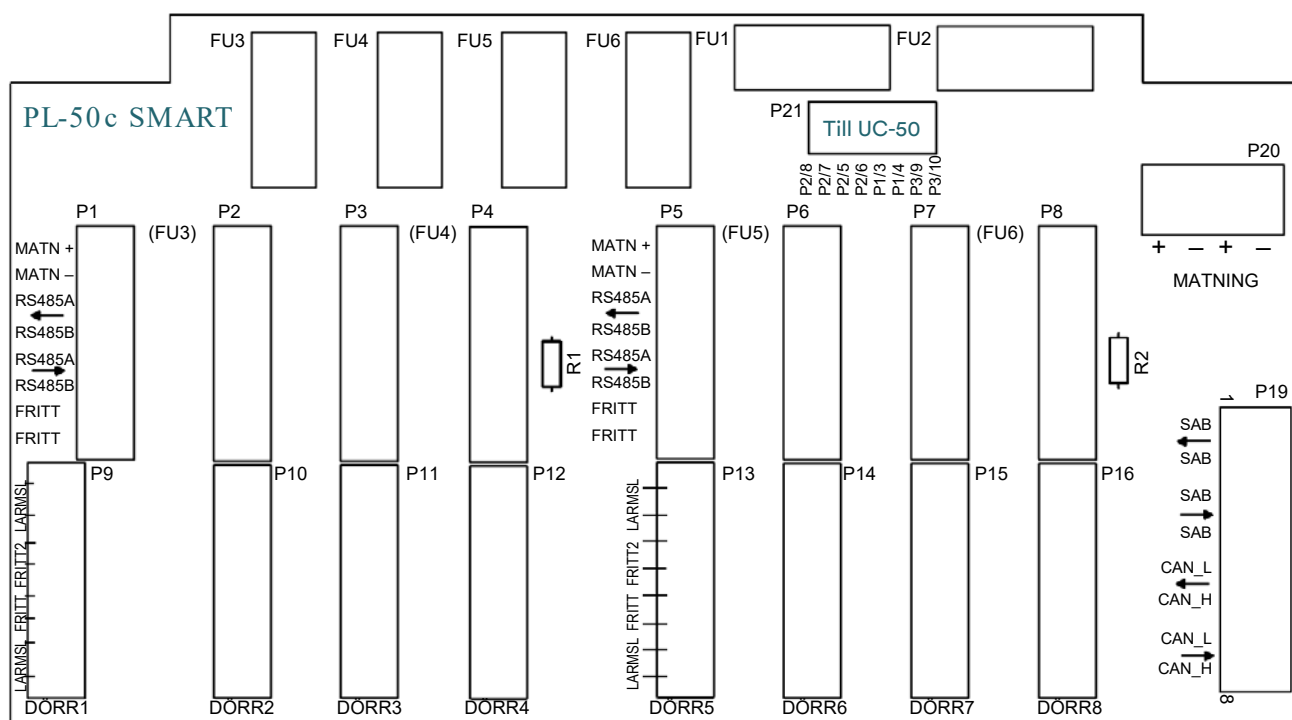 FU3
FU4
FU5
FU6
FU1
FU2
PL-50c SMART
P21
Till UC-50
P2/8
P2/7
P2/5
P2/6
P1/3
P1/4
P3/9
P3/10
P20
+ – + –
MATNING
P1
(FU3)
P2
P3
(FU4)
P4
P5
(FU5)
P6
P7
(FU6)
P8
MATN +
MATN –
RS485A
RS485B
RS485A
RS485B
FRITT
FRITT
R1
MATN +
MATN –
RS485A
RS485B
RS485A
RS485B
FRITT
FRITT
R2
1
P19
SAB
SAB
SAB
SAB
CAN_L
CAN_H
CAN_L
CAN_H
8
P9
P10
P11
P12
P13
P14
P15
P16
LARMSL
FRITT2
FRITT
LARMSL
LARMSL
FRITT2
FRITT
LARMSL
DÖRR1
DÖRR2
DÖRR3
DÖRR4
DÖRR5
DÖRR6
DÖRR7
DÖRR8